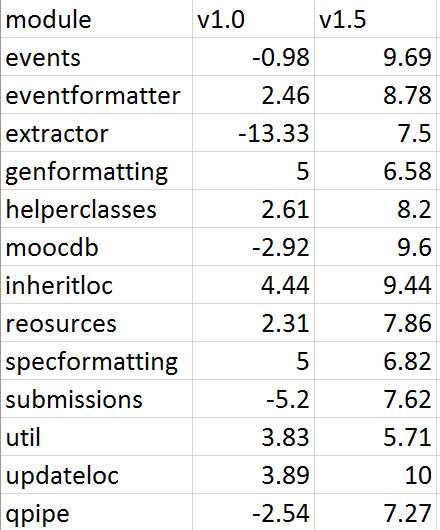 module v1.0 v1.5
events -0.98 9.69
eventformatter 2.46 8.78
extractor -13.33 7.5
genformatting 5 6.58
helperclasses 2.61 8.2
moocdb -2.92 9.6
inheritloc 4.44 9.44
reosurces 2.31 7.86
specformatting 5 6.82
submissions -5.2 7.62
util 3.83 5.71
updateloc 3.89 10
qpipe -2.54 7.27